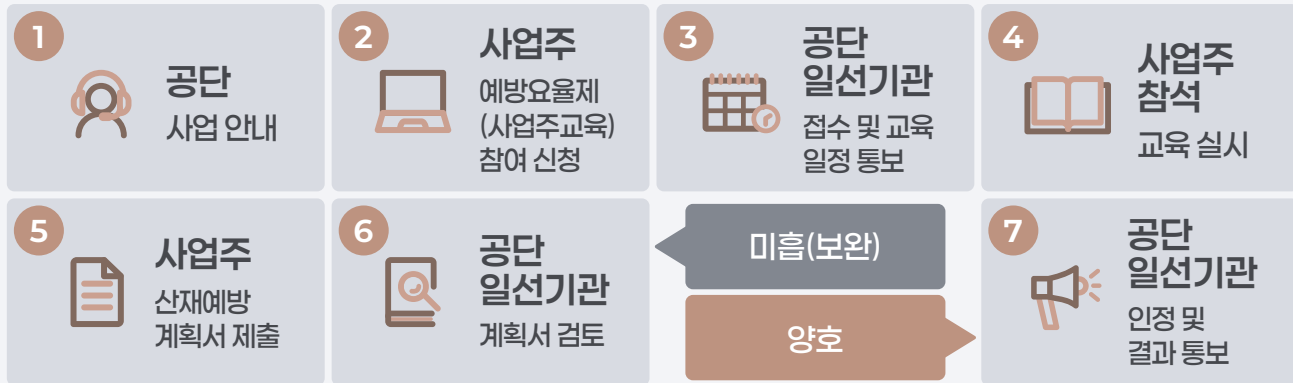 1
공단
사업 안내
2
사업주
예방요율제
(사업주교육)
참여 신청
3
공단
일선기관
접수 및 교육
일정 통보
4
사업주
참석
교육 실시
5
사업주
산재예방
계획서 제출
6
공단
일선기관
계획서 검토
미흡(보완)
양호
7
공단
일선기관
인정 및
결과 통보